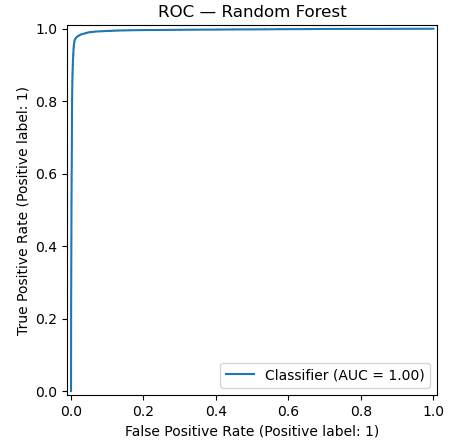 ROC — Random Forest
True Positive Rate (Positive label: 1)
1.0
0.8
0.6
0.4
0.2
0.0
Classifier (AUC = 1.00)
0.0 0.2 0.4 0.6 0.8 1.0
False Positive Rate (Positive label: 1)